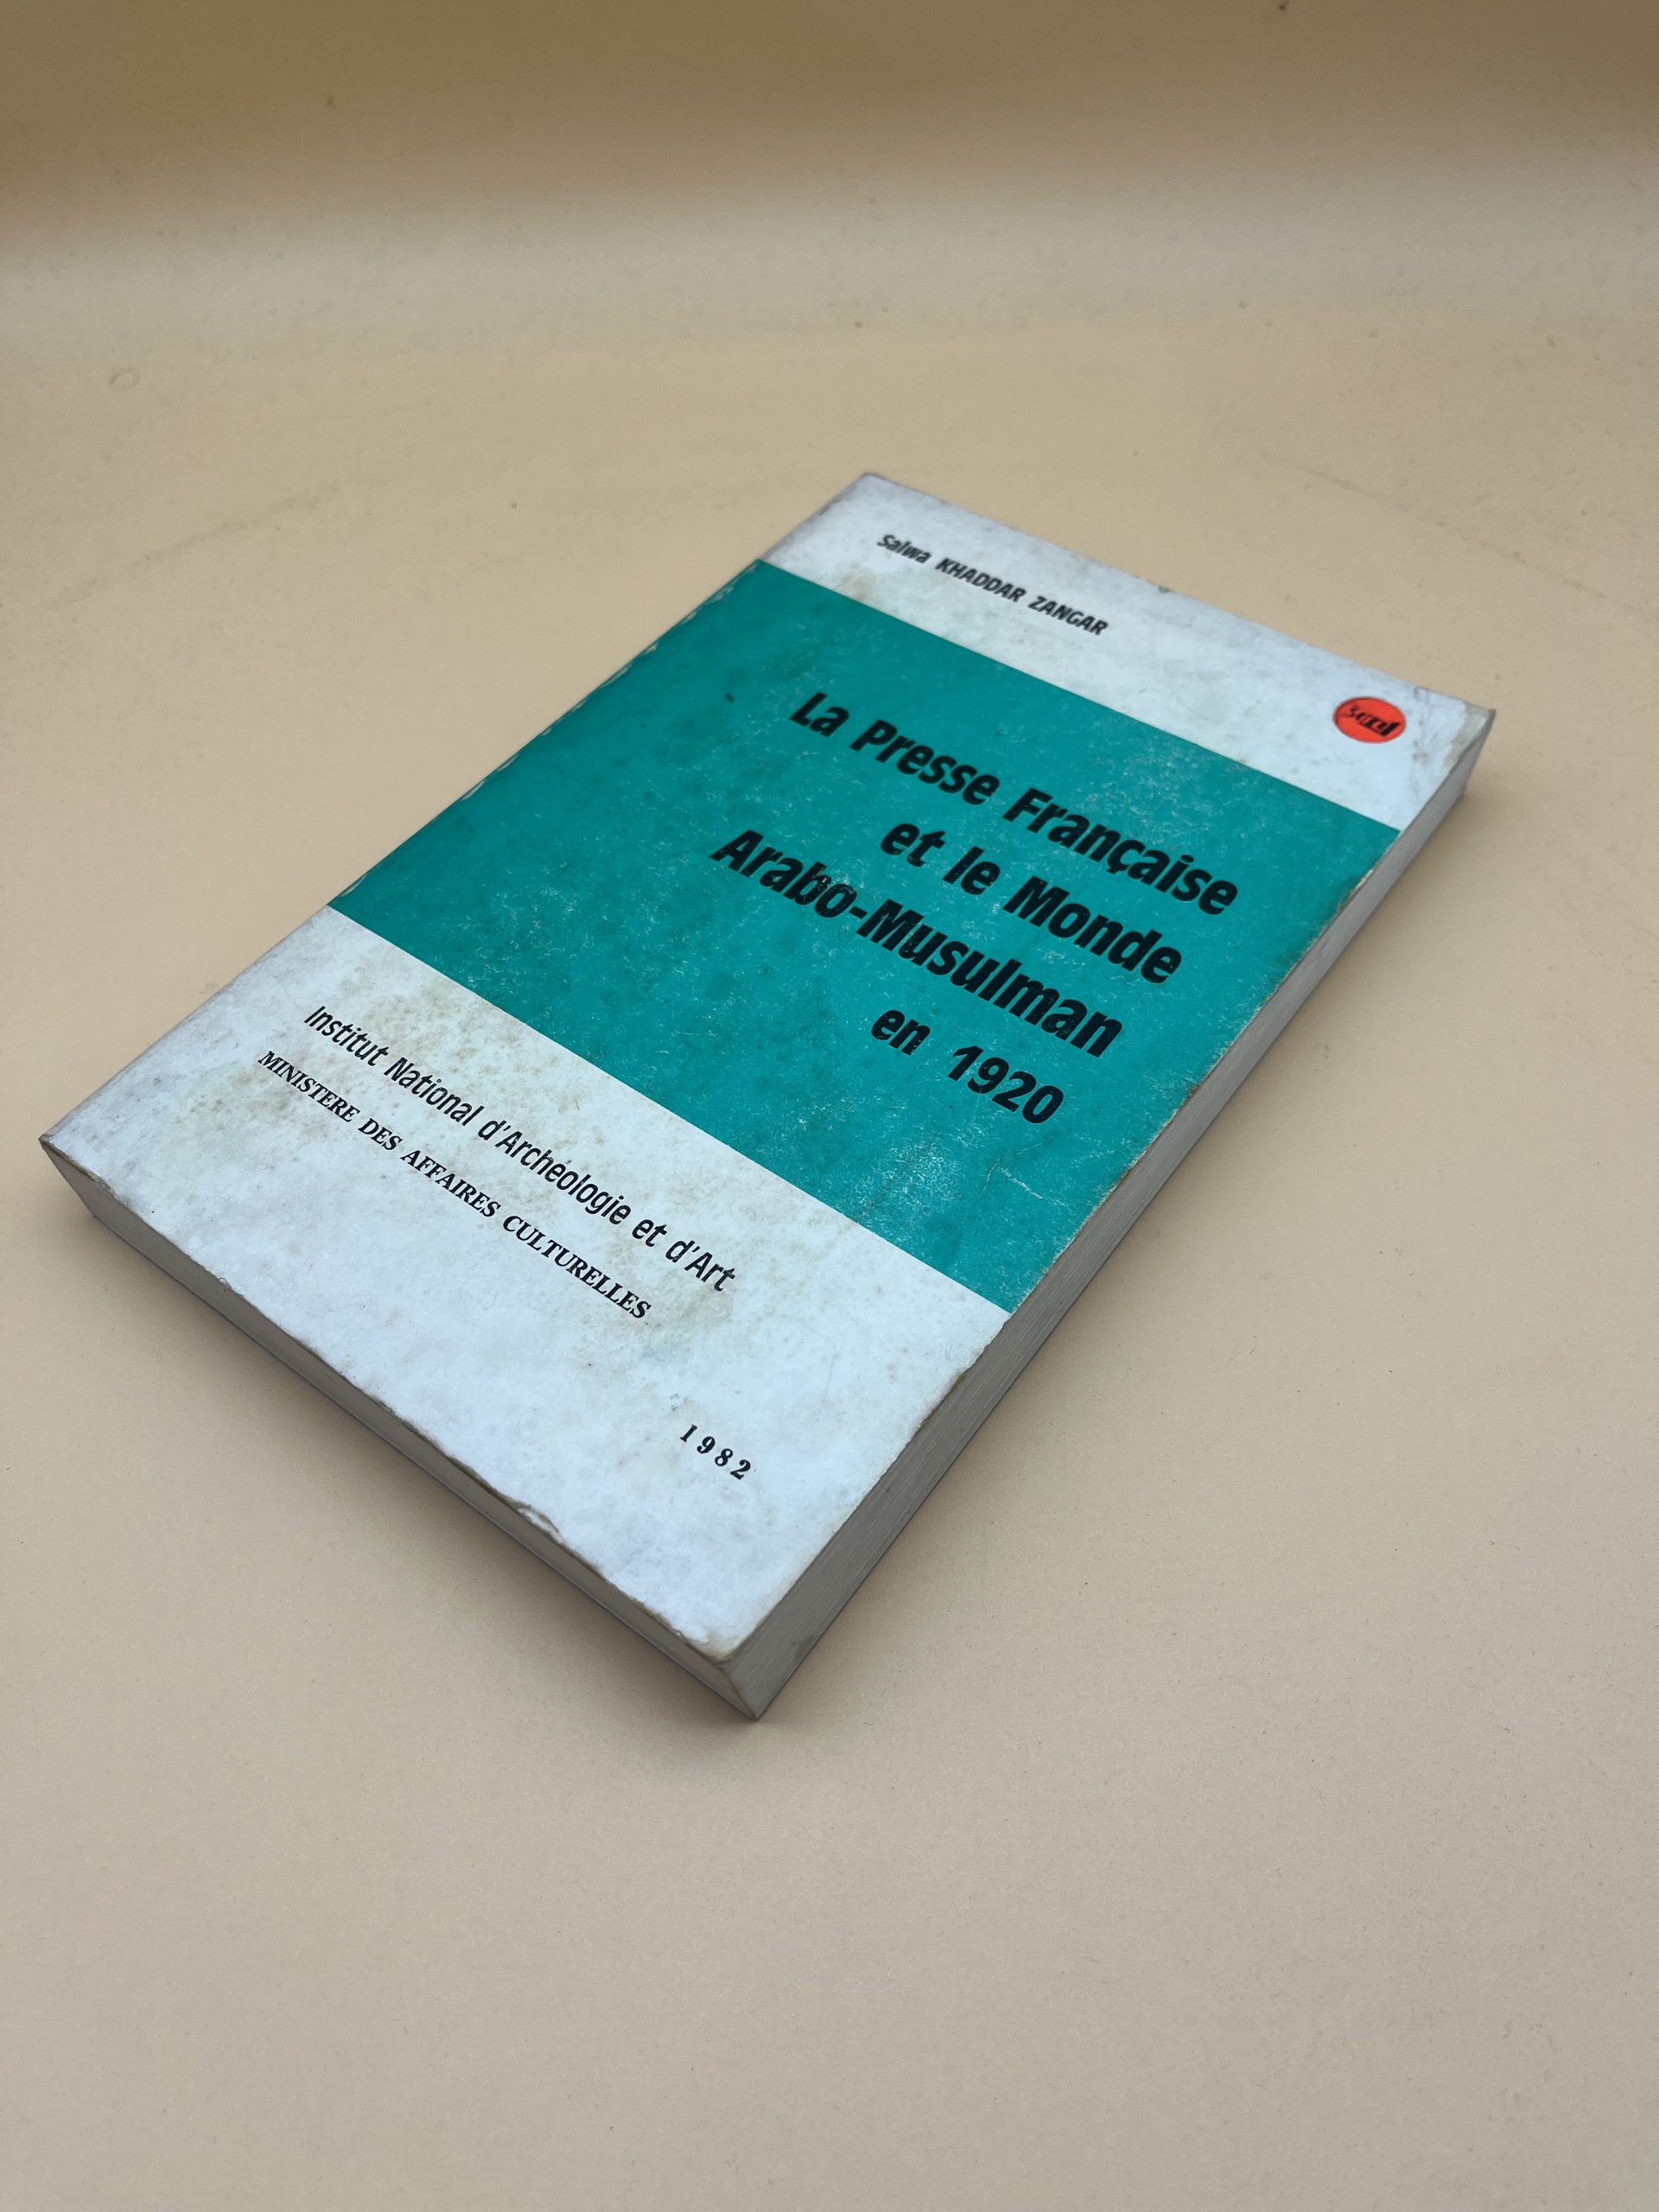 Salwa KHADDAR ZANGAR
La Presse Française
et le Monde
Arabo-Musulman
en 1920
Institut National d'Archeologie et d'Art
MINISTERE DES AFFAIRES CULTURELLES
1982